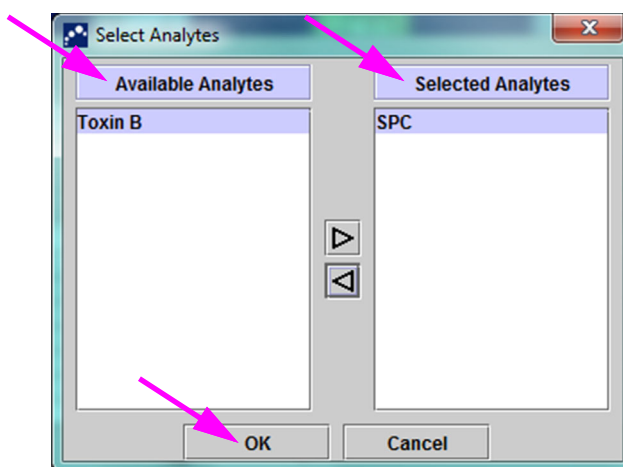 Select Analytes
Available Analytes
Selected Analytes
Toxin B
SPC
OK
Cancel